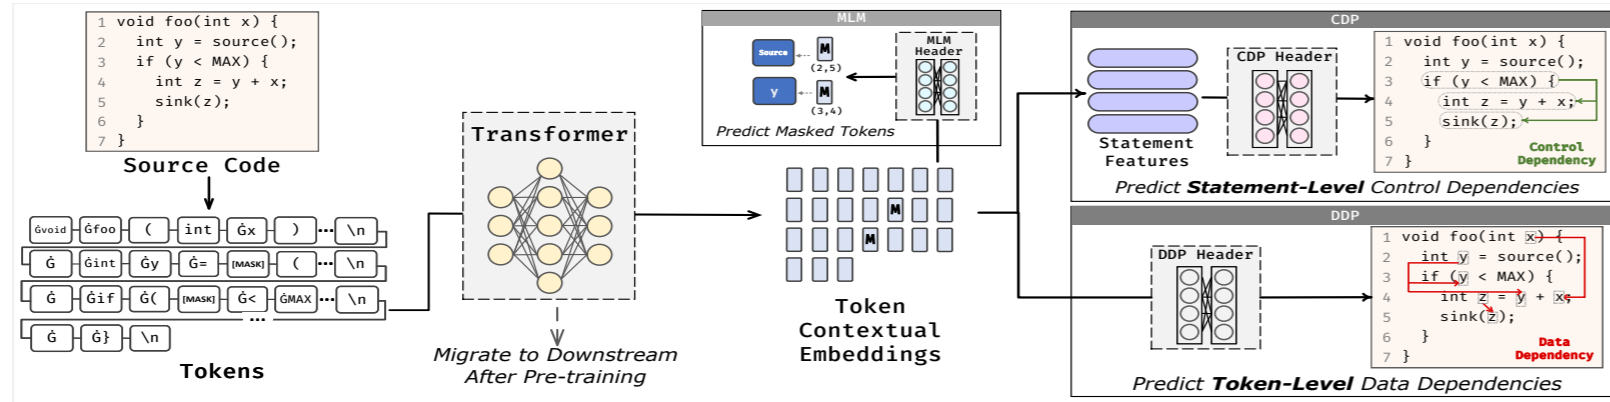 1 void foo(int x) {
2 int y = source();
3 if (y < MAX) {
4 int z = y + x;
5 sink(z);
6 }
7 }
Source Code
Ġvoid Ġfoo ( int Ġx ) ... \n
Ġ Ġint Ġy Ġ= [MASK] ( ... \n
Ġ Ġif Ġ( [MASK] Ġ< ĠMAX ... \n
...
Ġ Ġ} \n
Tokens
Transformer
Migrate to Downstream
After Pre-training
MLM
Source M
(2,5)
y M
(3,4)
MLM
Header
Predict Masked Tokens
M
M
Token
Contextual
Embeddings
CDP
Statement
Features
CDP Header
1 void foo(int x) {
2 int y = source();
3 if (y < MAX) {
4 int z = y + x;
5 sink(z);
6 }
7 }
Control
Dependency
Predict Statement-Level Control Dependencies
DDP
DDP Header
1 void foo(int x) {
2 int y = source();
3 if (y < MAX) {
4 int z = y + x;
5 sink(z);
6 }
7 }
Data
Dependency
Predict Token-Level Data Dependencies